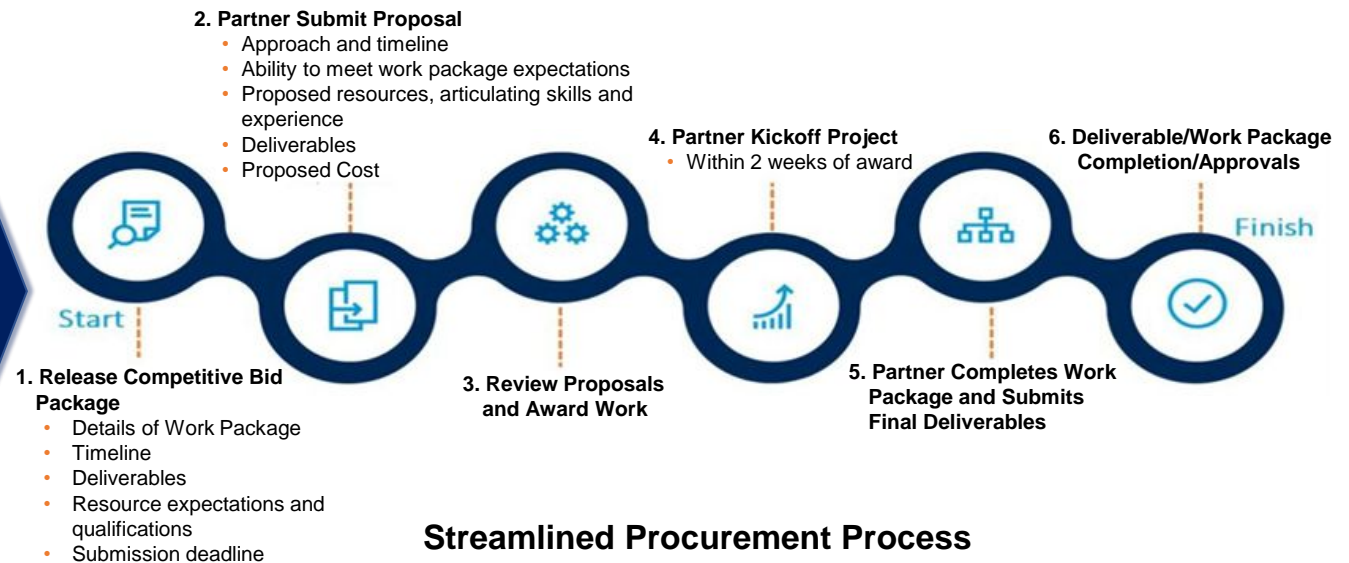 2. Partner Submit Proposal
• Approach and timeline
• Ability to meet work package expectations
• Proposed resources, articulating skills and
experience
• Deliverables
• Proposed Cost
4. Partner Kickoff Project
• Within 2 weeks of award
6. Deliverable/Work Package
Completion/Approvals
Finish
Start
1. Release Competitive Bid
Package
• Details of Work Package
• Timeline
• Deliverables
• Resource expectations and
qualifications
• Submission deadline
3. Review Proposals
and Award Work
5. Partner Completes Work
Package and Submits
Final Deliverables
Streamlined Procurement Process